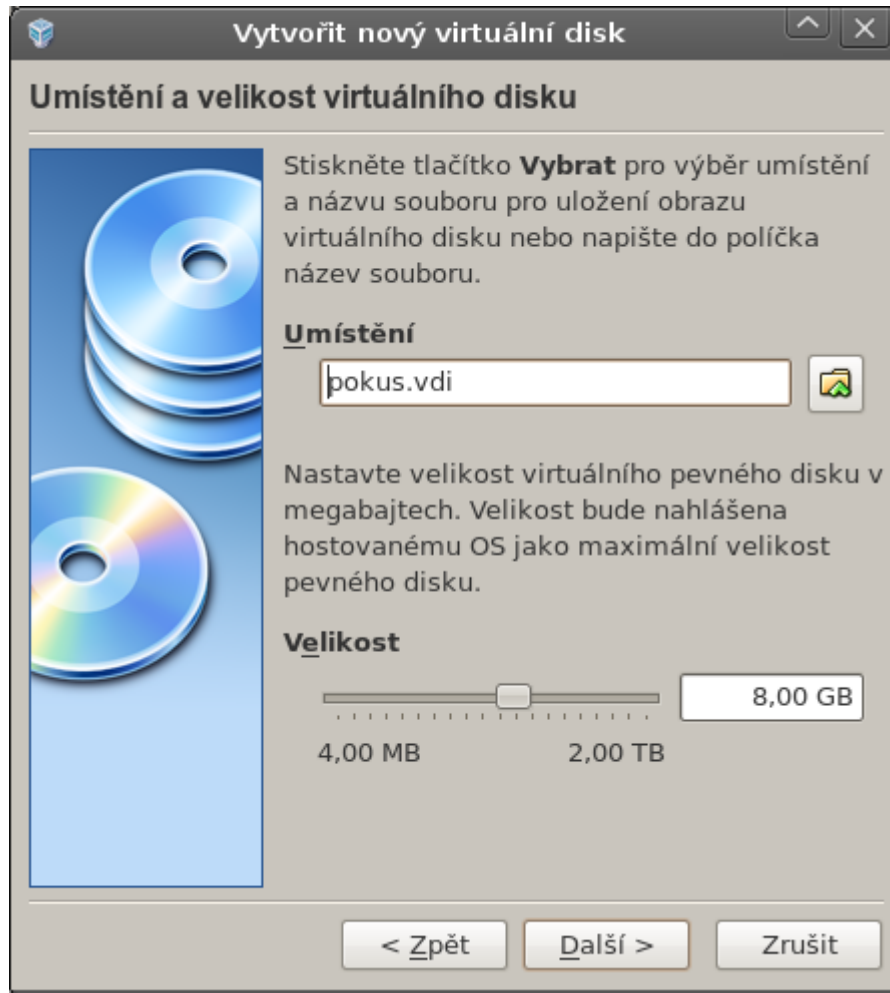 Vytvořit nový virtuální disk
Umístění a velikost virtuálního disku
Stiskněte tlačítko Vybrat pro výběr umístění
a názvu souboru pro uložení obrazu
virtuálního disku nebo napište do políčka
název souboru.
Umístění
pokus.vdi
Nastavte velikost virtuálního pevného disku v
megabajtech. Velikost bude nahlášena
hostovanému OS jako maximální velikost
pevného disku.
Velikost
8,00 GB
4,00 MB 2,00 TB
< Zpět Další > Zrušit